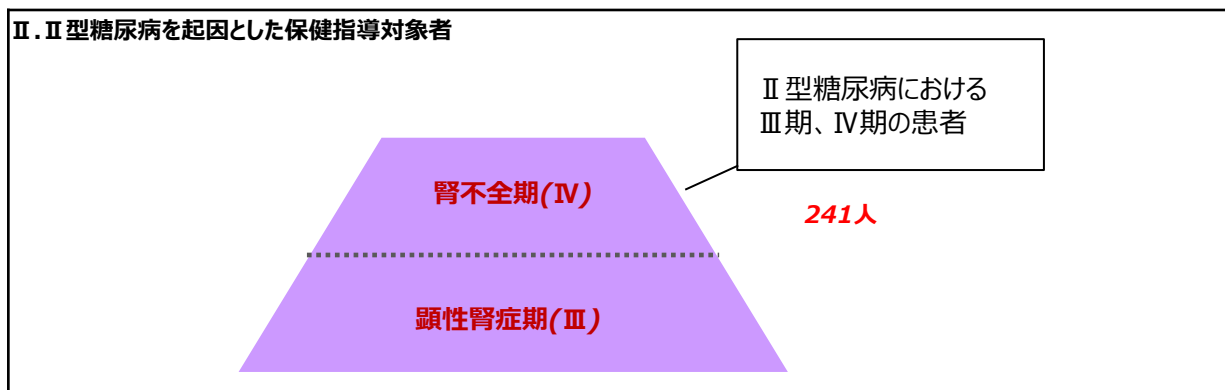 Ⅱ.Ⅱ型糖尿病を起因とした保健指導対象者
Ⅱ型糖尿病における
Ⅲ期、Ⅳ期の患者
腎不全期(Ⅳ)
241人
顕性腎症期(Ⅲ)